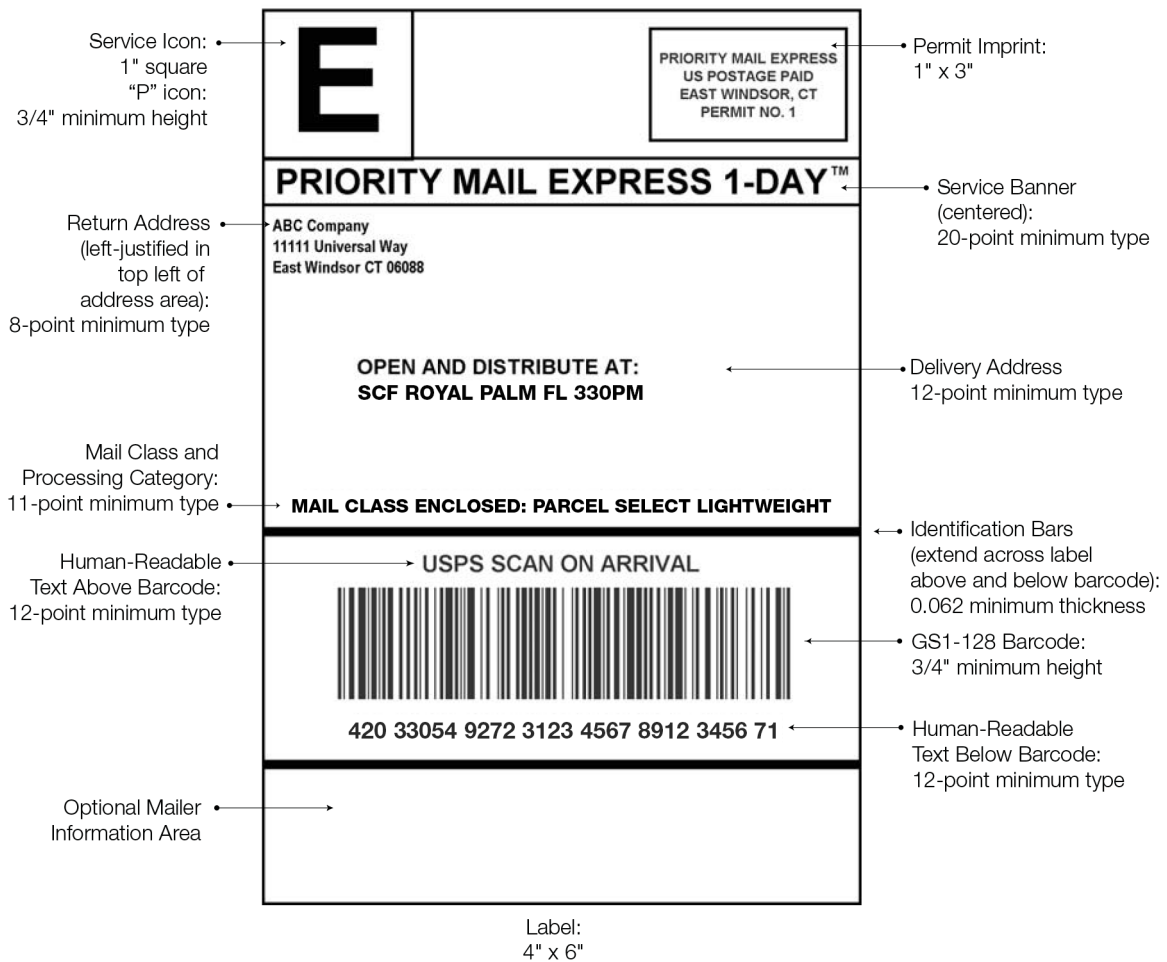 Service Icon:
1" square
“P” icon:
3/4" minimum height
E
PRIORITY MAIL EXPRESS
US POSTAGE PAID
EAST WINDSOR, CT
PERMIT NO. 1
Permit Imprint:
1" x 3"
PRIORITY MAIL EXPRESS 1-DAY™
Service Banner
(centered):
20-point minimum type
Return Address
(left-justified in
top left of
address area):
8-point minimum type
ABC Company
11111 Universal Way
East Windsor CT 06088
OPEN AND DISTRIBUTE AT:
SCF ROYAL PALM FL 330PM
Delivery Address
12-point minimum type
Mail Class and
Processing Category:
11-point minimum type
MAIL CLASS ENCLOSED: PARCEL SELECT LIGHTWEIGHT
Identification Bars
(extend across label
above and below barcode):
0.062 minimum thickness
Human-Readable
Text Above Barcode:
12-point minimum type
USPS SCAN ON ARRIVAL
GS1-128 Barcode:
3/4" minimum height
420 33054 9272 3123 4567 8912 3456 71
Human-Readable
Text Below Barcode:
12-point minimum type
Optional Mailer
Information Area
Label:
4" x 6"